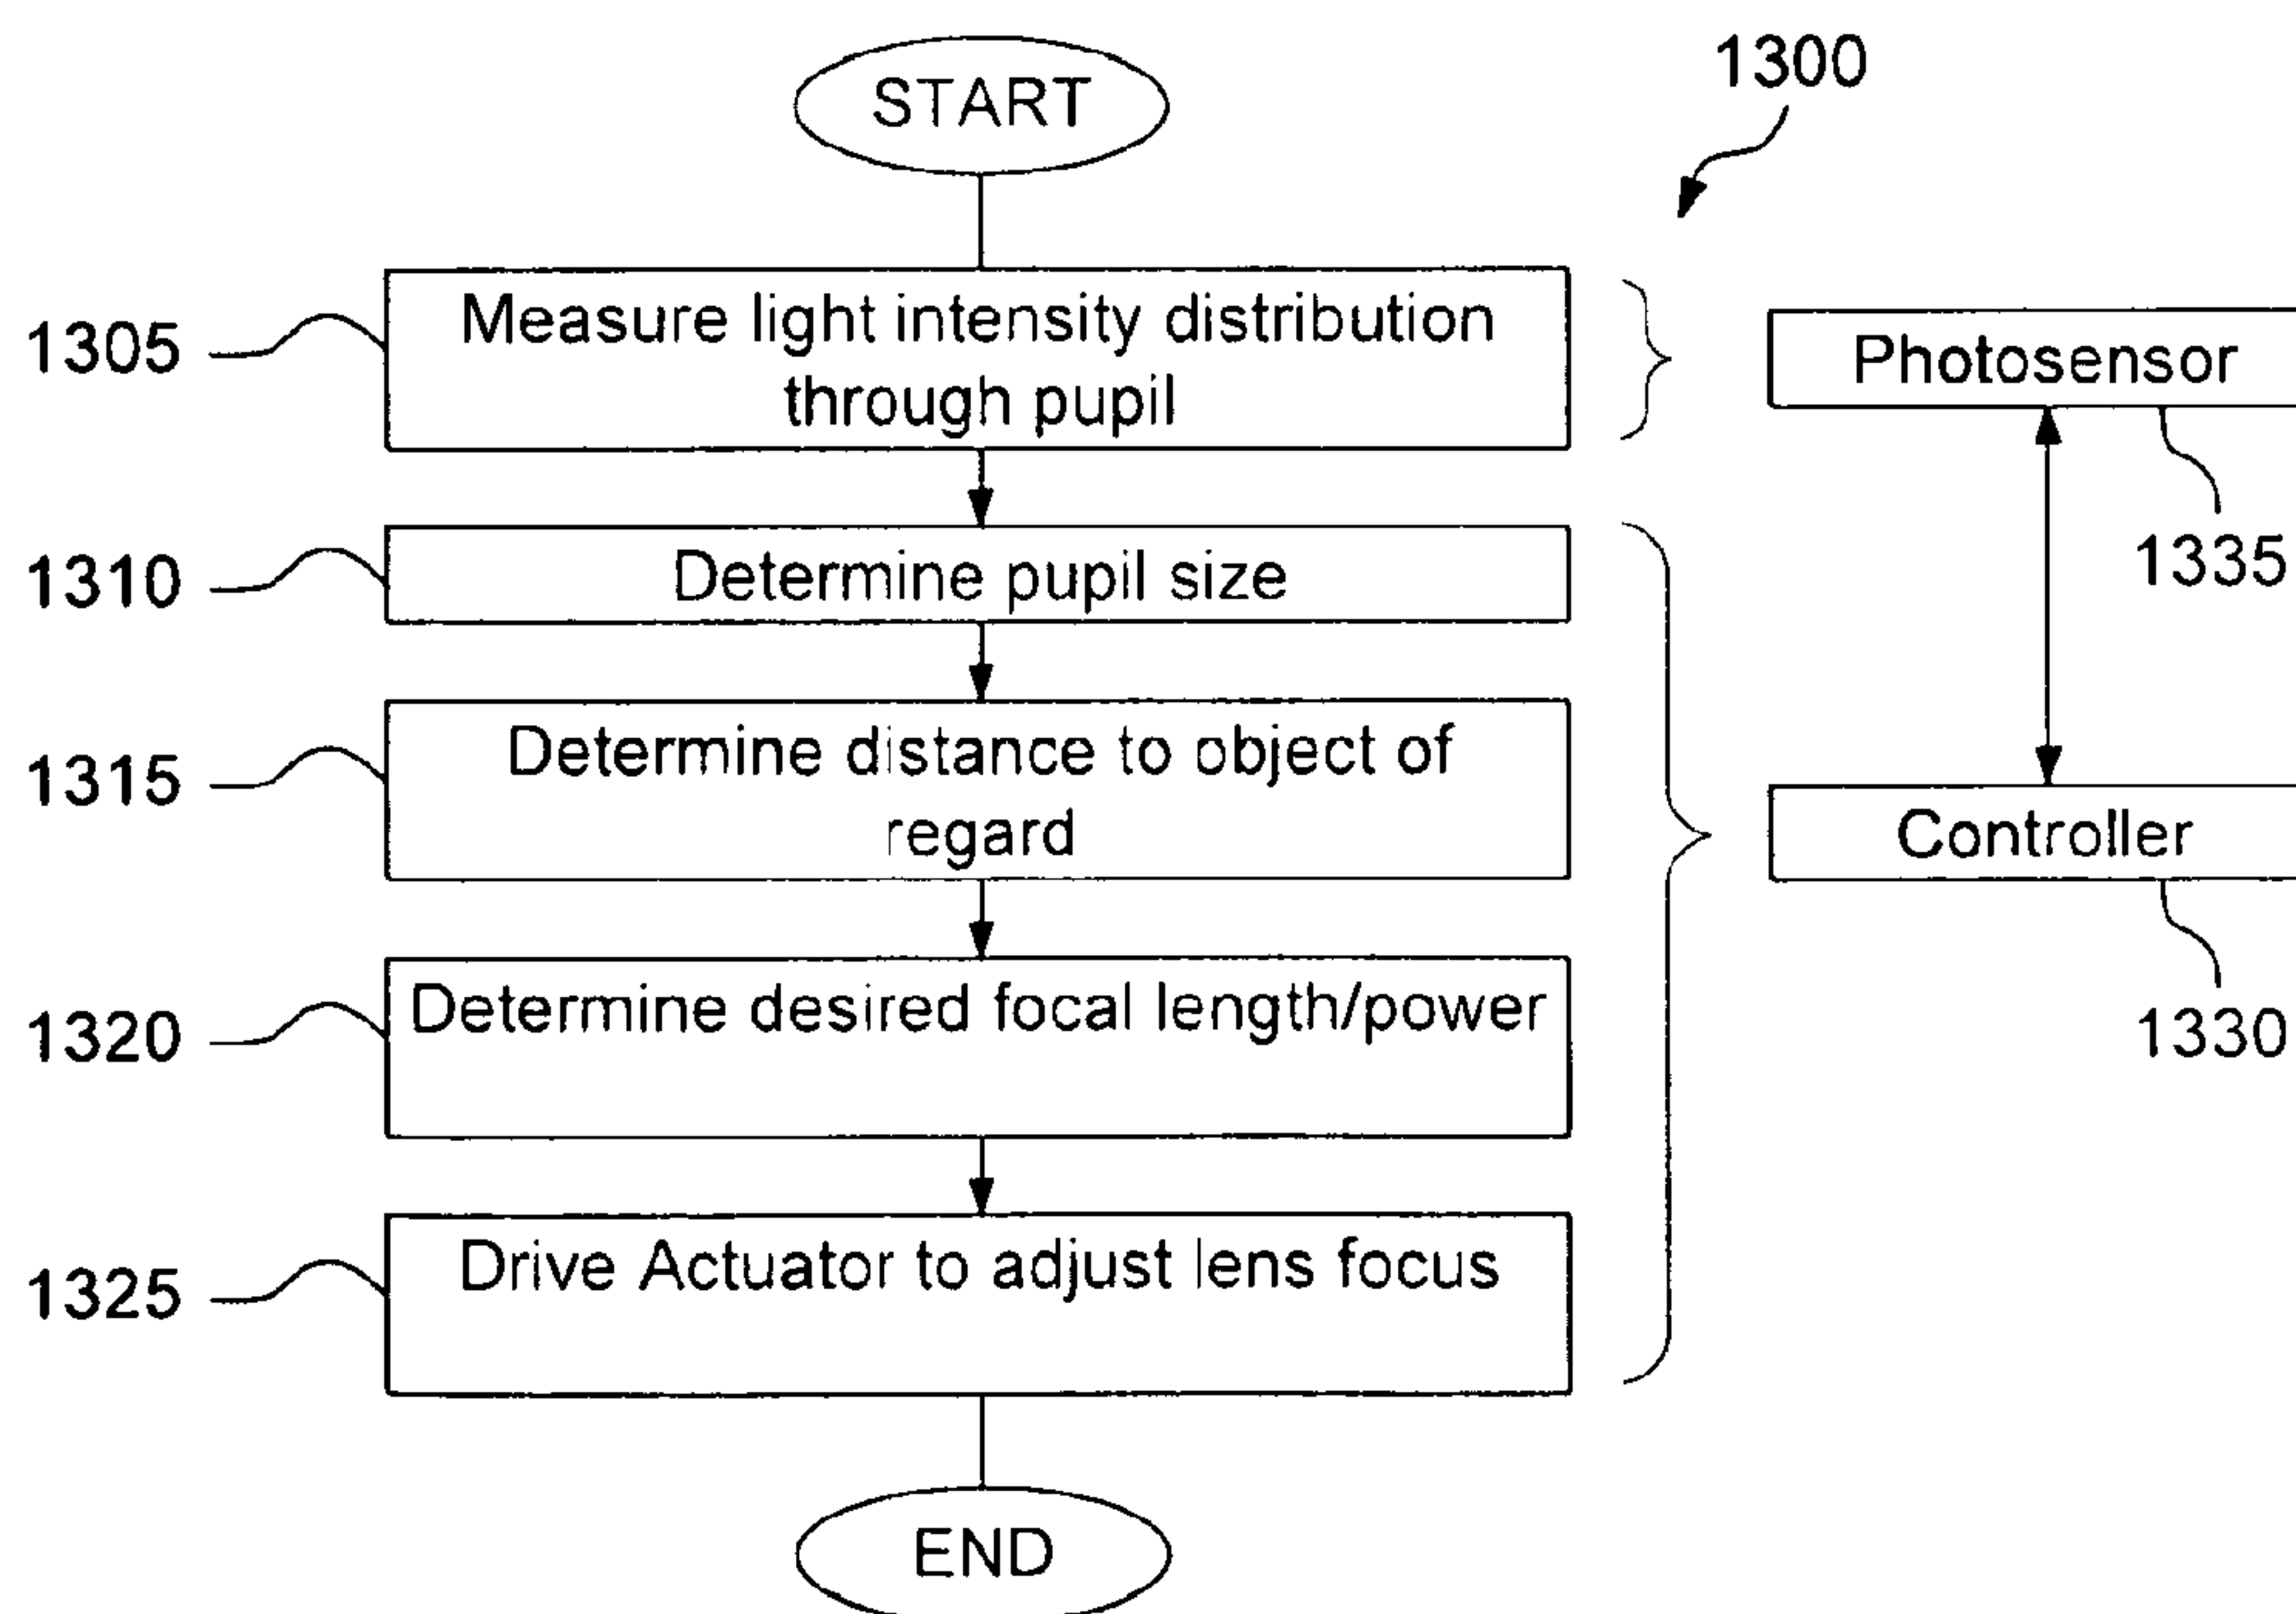 START
1300
1305
Measure light intensity distribution
through pupil
Photosensor
1335
1310
Determine pupil size
1315
Determine distance to object of
regard
Controller
1330
1320
Determine desired focal length/power
1325
Drive Actuator to adjust lens focus
END